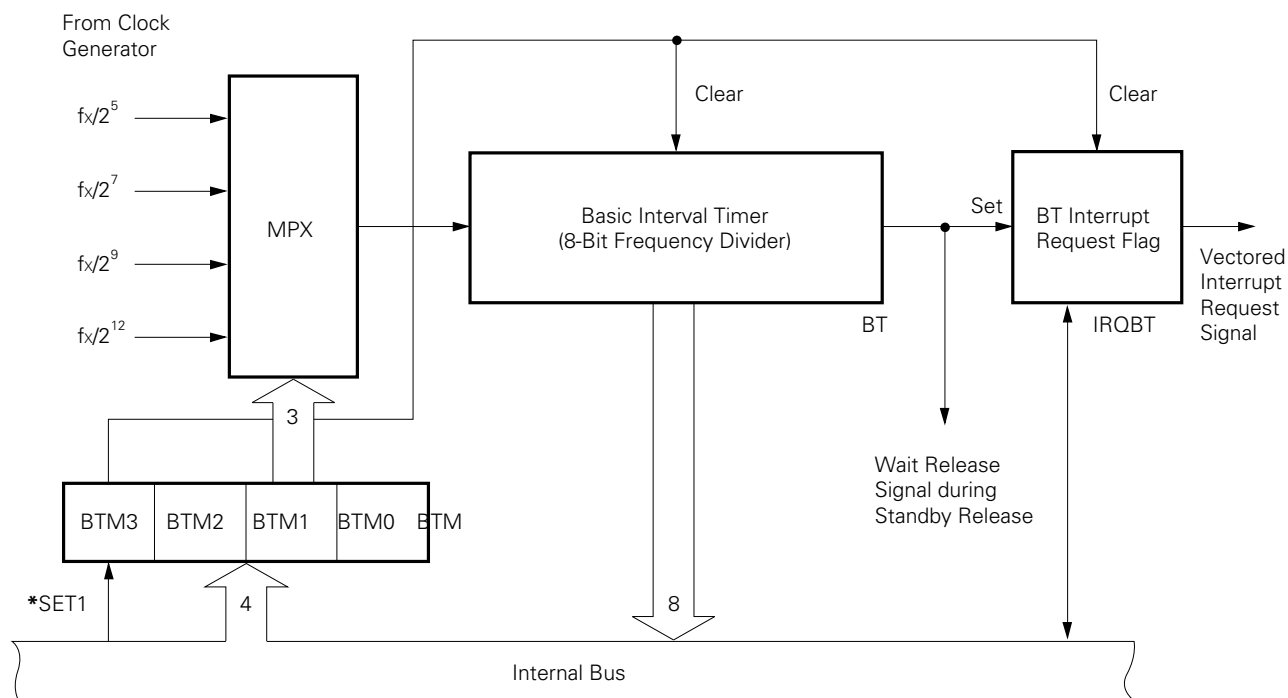 From Clock
Generator
fx/2^5
fx/2^7
fx/2^9
fx/2^12
MPX
3
Clear
Clear
Basic Interval Timer
(8-Bit Frequency Divider)
BT
Set
BT Interrupt
Request Flag
IRQBT
Vectored
Interrupt
Request
Signal
Wait Release
Signal during
Standby Release
BTM3 BTM2 BTM1 BTM0 BTM
*SET1
4
8
Internal Bus